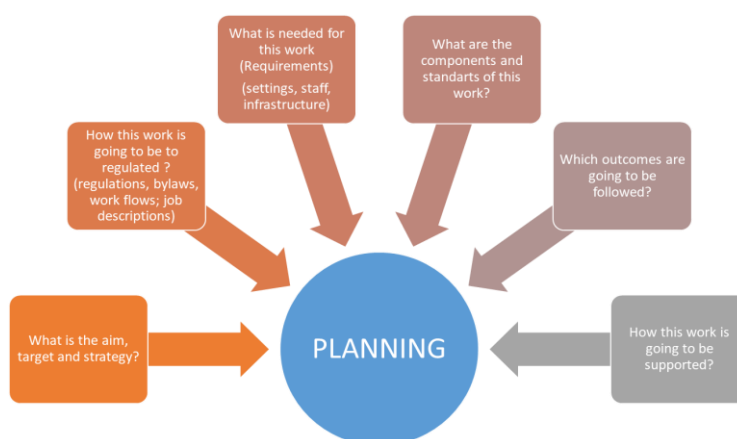 What is needed for
this work
(Requirements)
(settings, staff,
infrastructure)
What are the
components and
standarts of this
work?
How this work is
going to be to
regulated ?
(regulations, bylaws,
work flows; job
descriptions)
Which outcomes are
going to be
followed?
What is the aim,
target and strategy?
PLANNING
How this work is
going to be
supported?